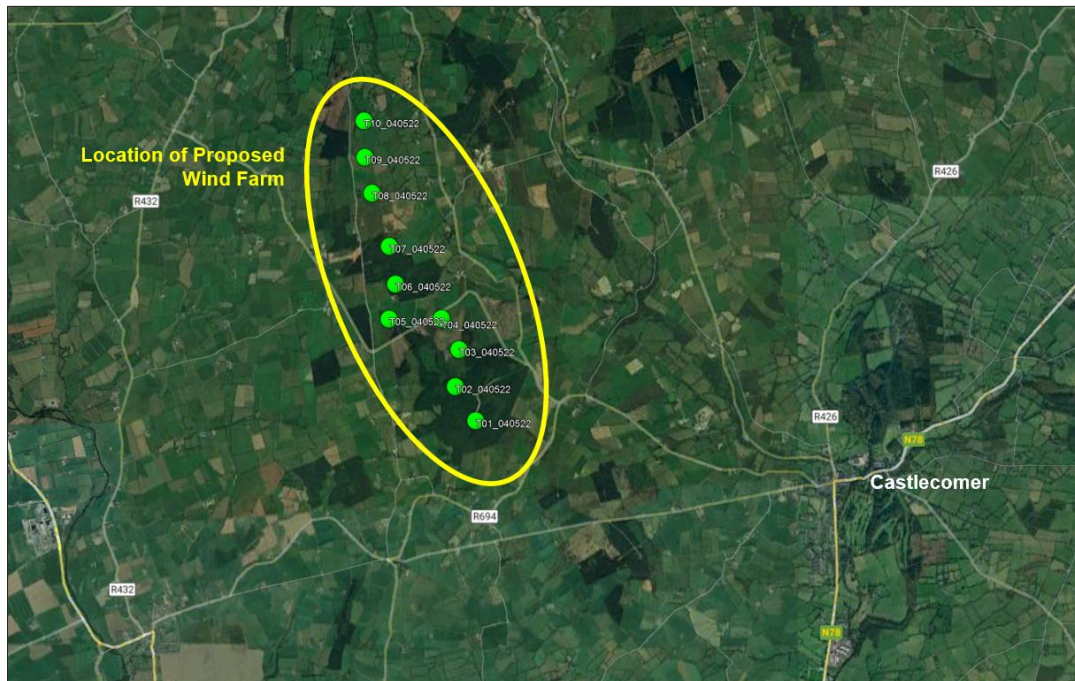 T10_040522
Location of Proposed
Wind Farm
T09_040522
R426
T08_040522
R432
T07_040522
T06_040522
T05_040522
T04_040522
T03_040522
T02_040522
R426
T01_040522
N78
Castlecomer
R694
R432
N78